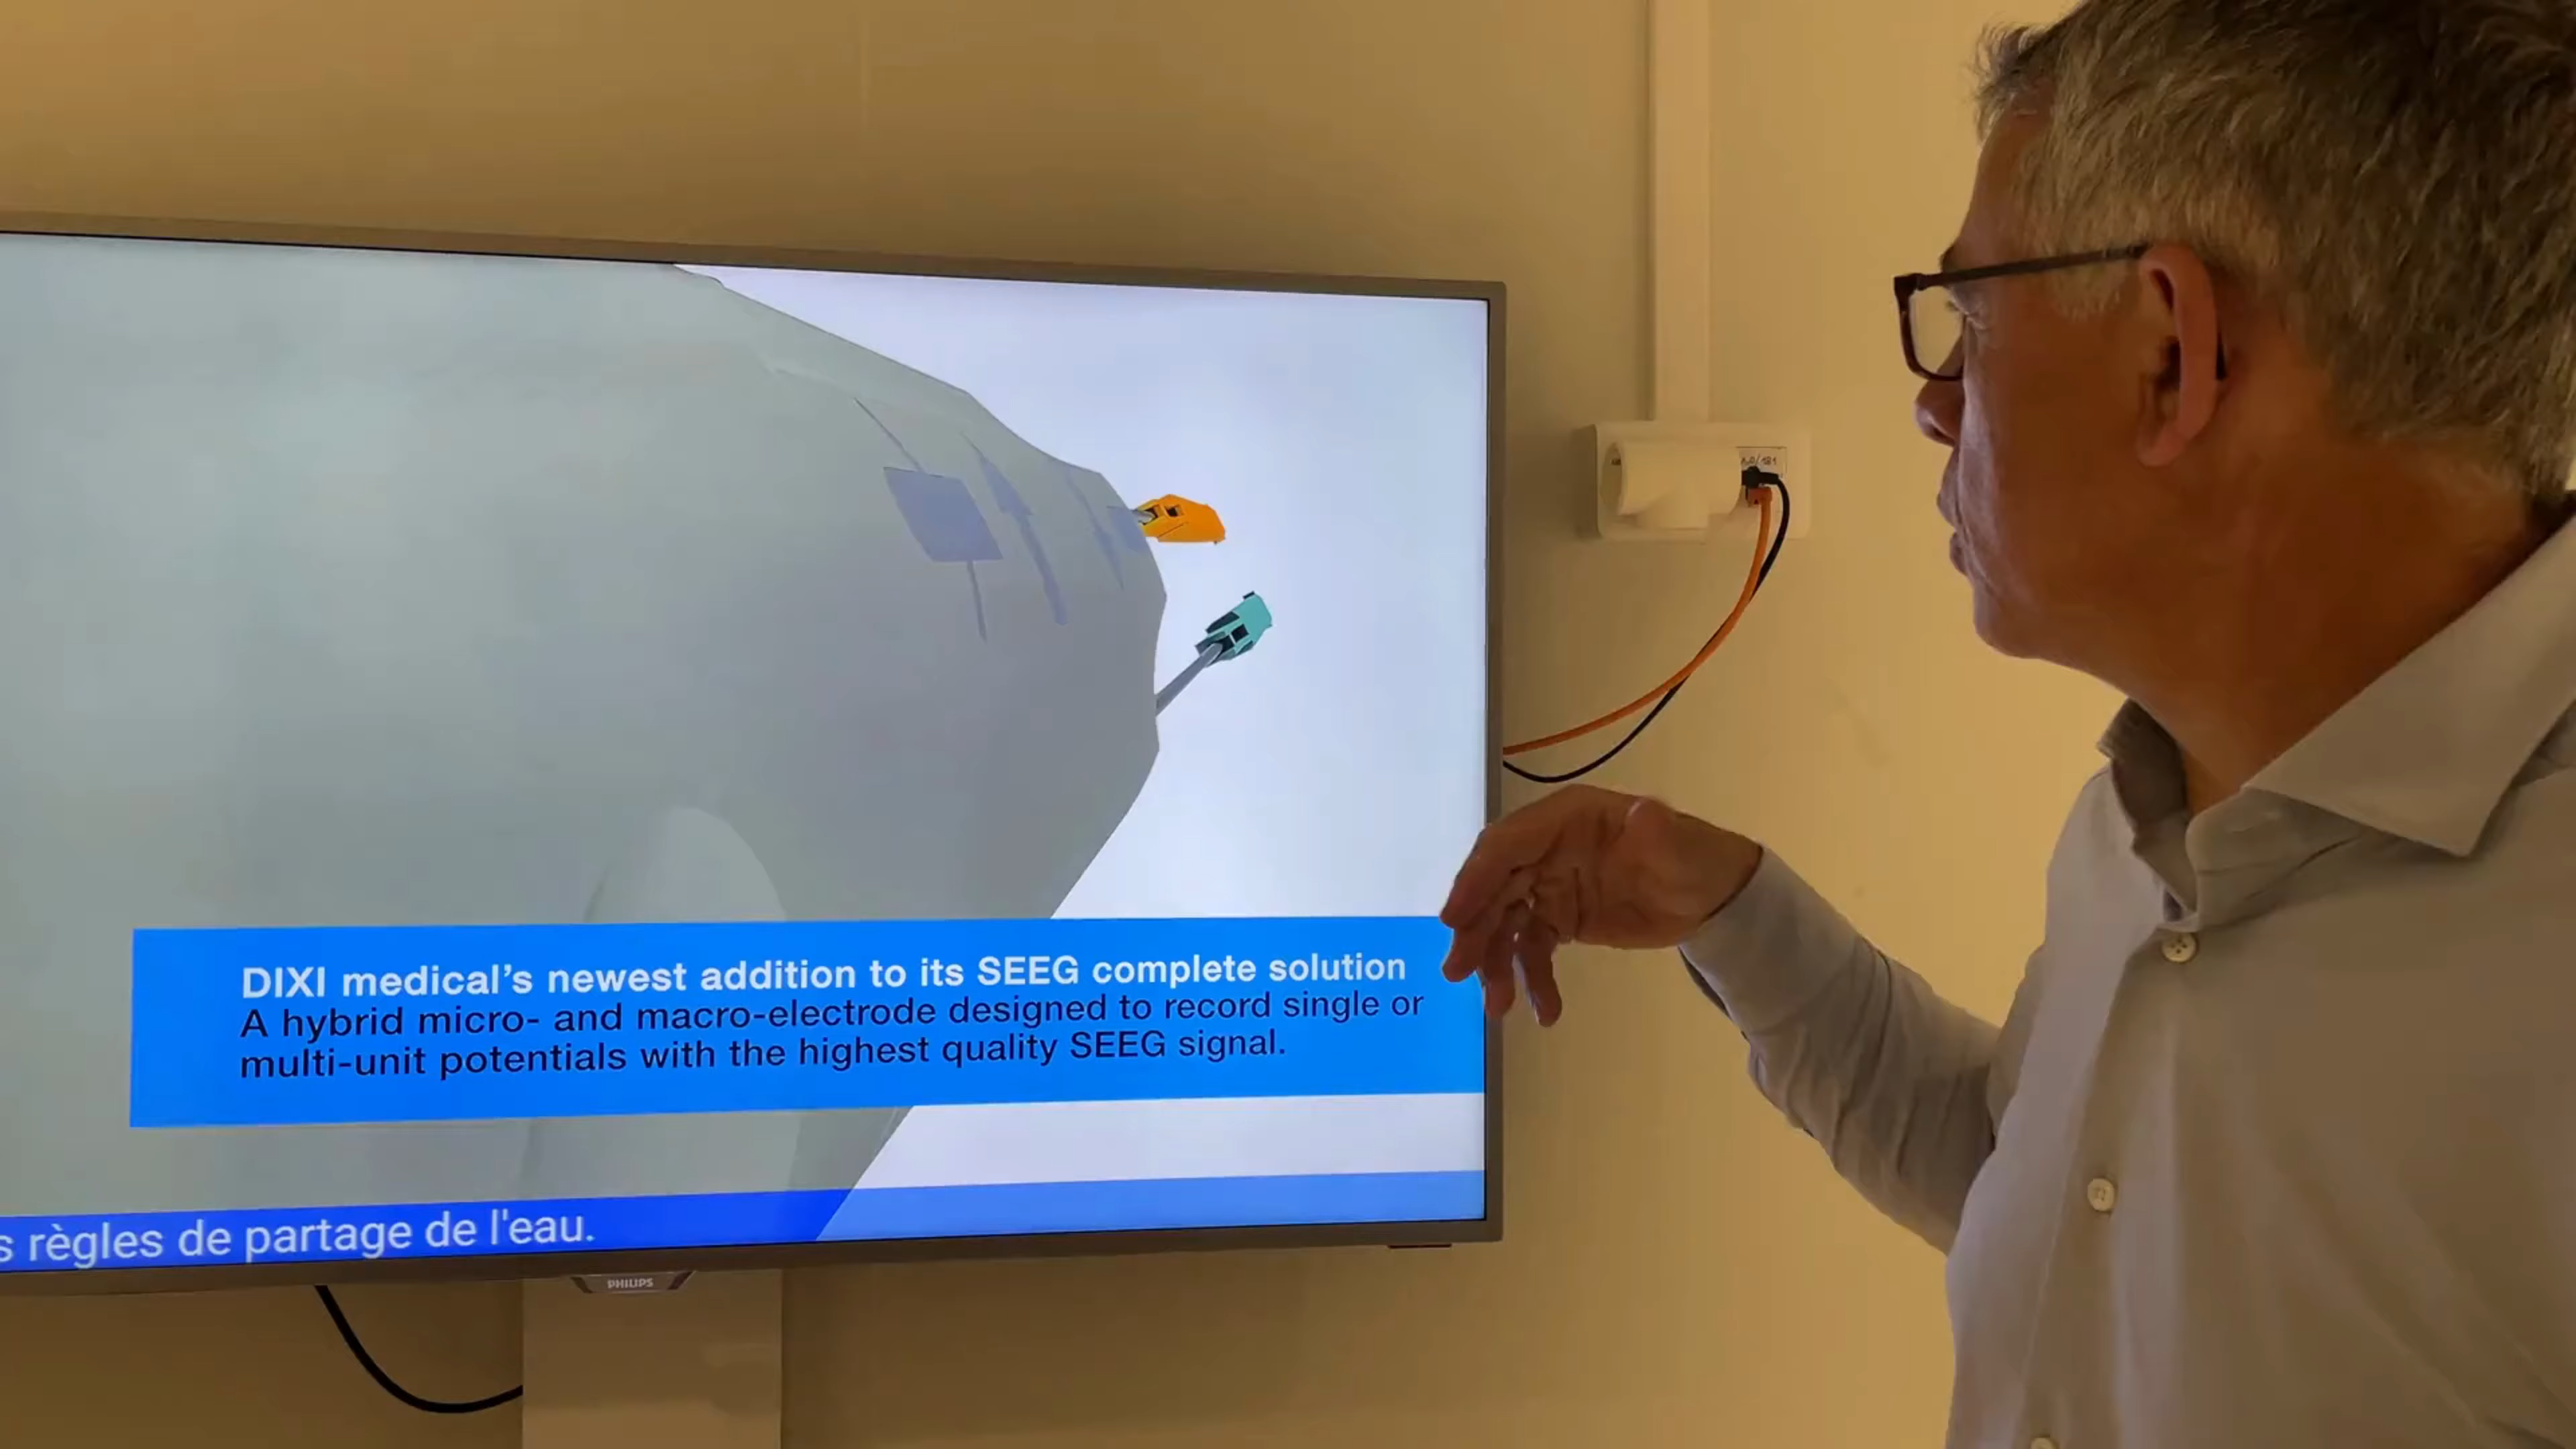 DIXI medical's newest addition to its SEEG complete solution
A hybrid micro- and macro-electrode designed to record single or
multi-unit potentials with the highest quality SEEG signal.
s règles de partage de l'eau.
PHILIPS